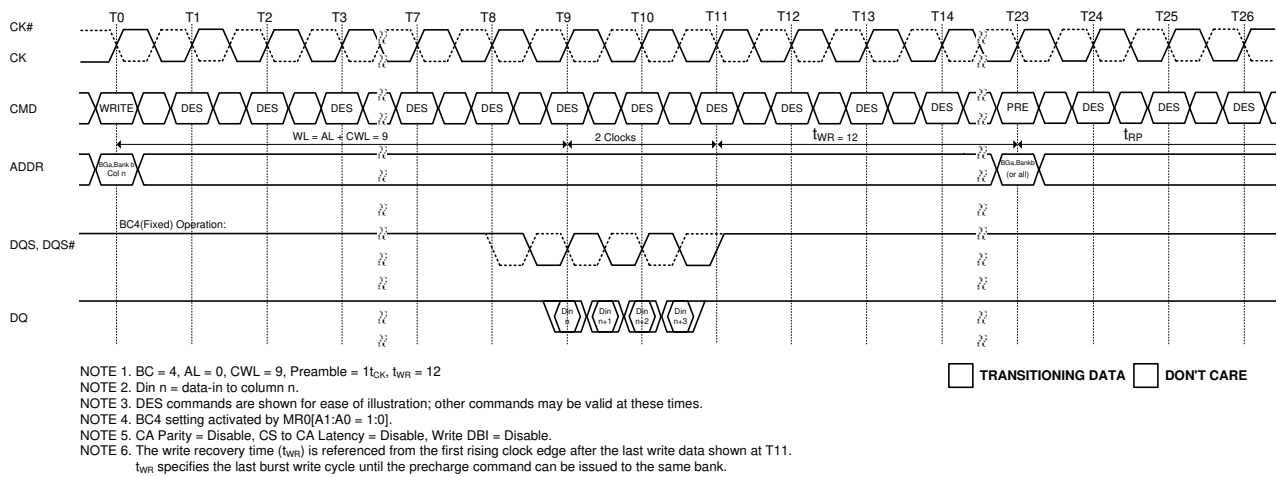 T0 T1 T2 T3 T7 T8 T9 T10 T11 T12 T13 T14 T23 T24 T25 T26
CK#
CK
CMD WRITE DES DES DES DES DES DES DES DES DES DES DES PRE DES DES DES
WL = AL + CWL = 9 2 Clocks tWR = 12 tRP
ADDR
BGa,Bank b
Col n
BGa,Bankb
(or all)
BC4(Fixed) Operation:
DQS, DQS#
DQ
Din n
Din n+1
Din n+2
Din n+3
NOTE 1. BC = 4, AL = 0, CWL = 9, Preamble = 1tCK, tWR = 12
NOTE 2. Din n = data-in to column n.
NOTE 3. DES commands are shown for ease of illustration; other commands may be valid at these times.
NOTE 4. BC4 setting activated by MR0[A1:A0 = 1:0].
NOTE 5. CA Parity = Disable, CS to CA Latency = Disable, Write DBI = Disable.
NOTE 6. The write recovery time (tWR) is referenced from the first rising clock edge after the last write data shown at T11.
tWR specifies the last burst write cycle until the precharge command can be issued to the same bank.
TRANSITIONING DATA DON'T CARE